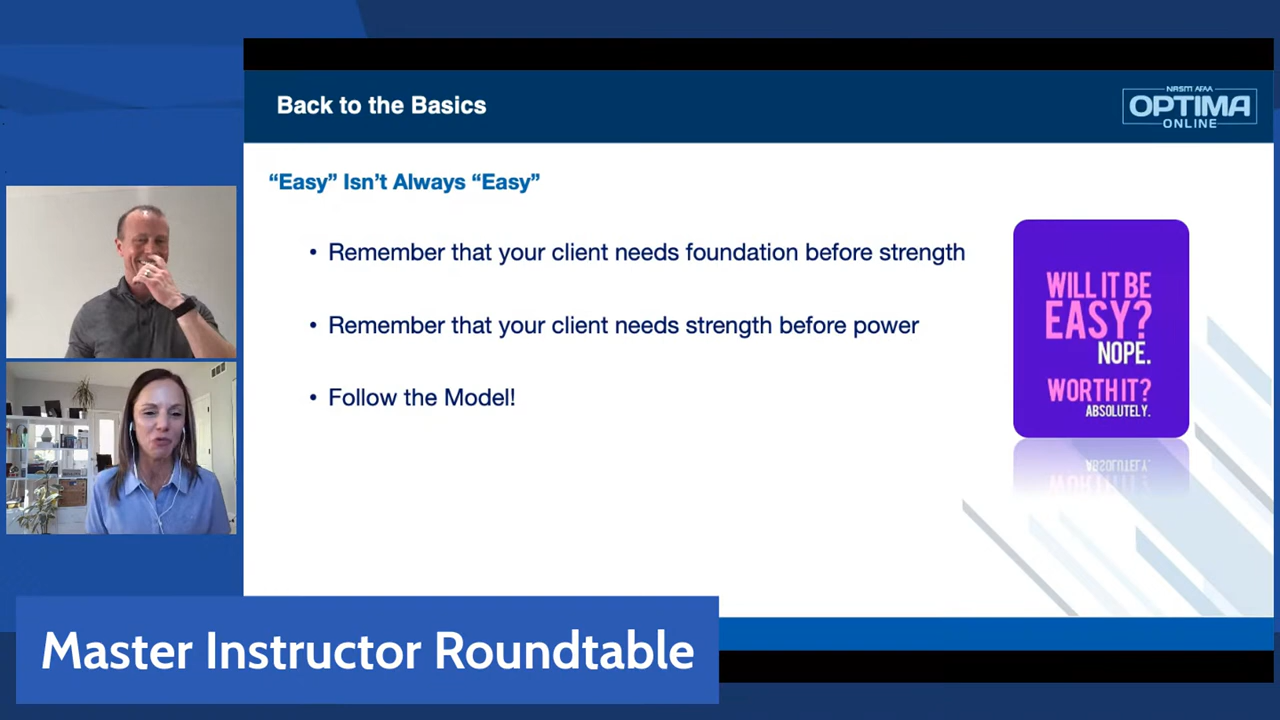 Back to the Basics
NASM AFAA
OPTIMA
ONLINE
“Easy” Isn’t Always “Easy”
• Remember that your client needs foundation before strength
• Remember that your client needs strength before power
• Follow the Model!
WILL IT BE
EASY?
NOPE.
WORTH IT?
ABSOLUTELY.
Master Instructor Roundtable